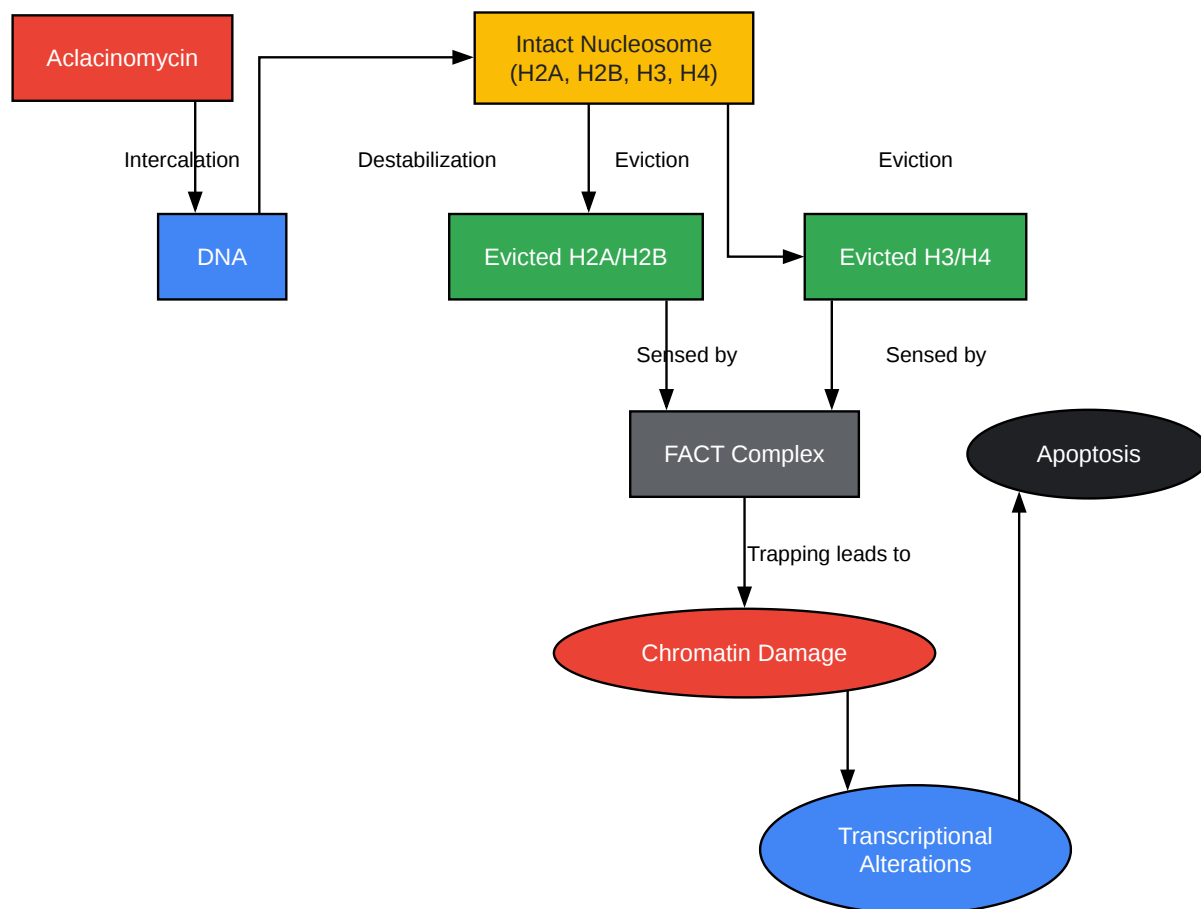 Aclacinomycin
Intact Nucleosome
(H2A, H2B, H3, H4)
Intercalation
Destabilization
Eviction
Eviction
DNA
Evicted H2A/H2B
Evicted H3/H4
Sensed by
Sensed by
FACT Complex
Apoptosis
Trapping leads to
Chromatin Damage
Transcriptional
Alterations